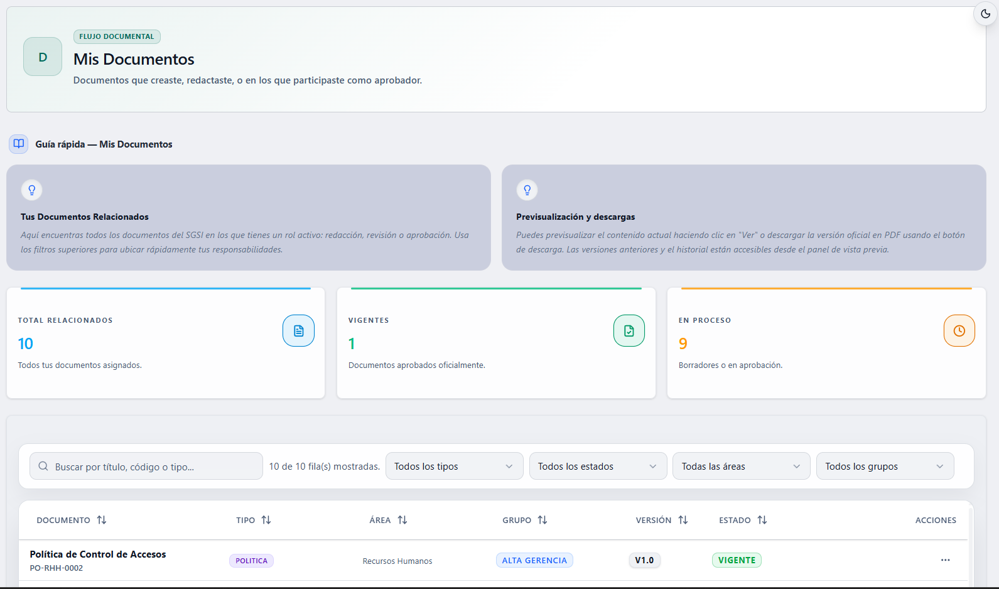 FLUJO DOCUMENTAL
D
Mis Documentos
Documentos que creaste, redactaste, o en los que participaste como aprobador.
Guía rápida — Mis Documentos
Tus Documentos Relacionados
Aquí encuentras todos los documentos del SGSI en los que tienes un rol activo: redacción, revisión o aprobación. Usa
los filtros superiores para ubicar rápidamente tus responsabilidades.
Previsualización y descargas
Puedes previsualizar el contenido actual haciendo clic en "Ver" o descargar la versión oficial en PDF usando el botón
de descarga. Las versiones anteriores y el historial están accesibles desde el panel de vista previa.
TOTAL RELACIONADOS
10
Todos tus documentos asignados.
VIGENTES
1
Documentos aprobados oficialmente.
EN PROCESO
9
Borradores o en aprobación.
Buscar por título, código o tipo...
10 de 10 fila(s) mostradas.
Todos los tipos
Todos los estados
Todas las áreas
Todos los grupos
DOCUMENTO TIPO ÁREA GRUPO VERSIÓN ESTADO ACCIONES
Política de Control de Accesos
PO-RHH-0002
POLITICA
Recursos Humanos
ALTA GERENCIA
V1.0
VIGENTE